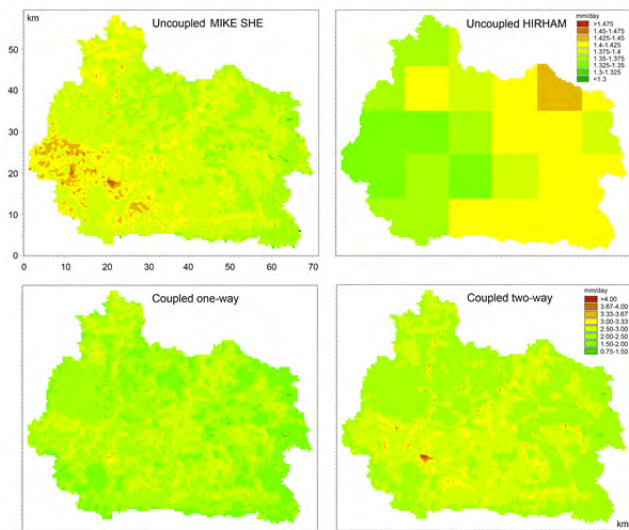 km
Uncoupled MIKE SHE
50
40
30
20
10
0
0 10 20 30 40 50 60 70
Uncoupled HIRHAM
mm/day
>1.475
1.45-1.475
1.425-1.45
1.4-1.425
1.375-1.4
1.35-1.375
1.325-1.35
1.3-1.325
<1.3
Coupled one-way
Coupled two-way
mm/day
>4.00
3.67-4.00
3.33-3.67
3.00-3.33
2.50-3.00
2.00-2.50
1.50-2.00
0.75-1.50
km